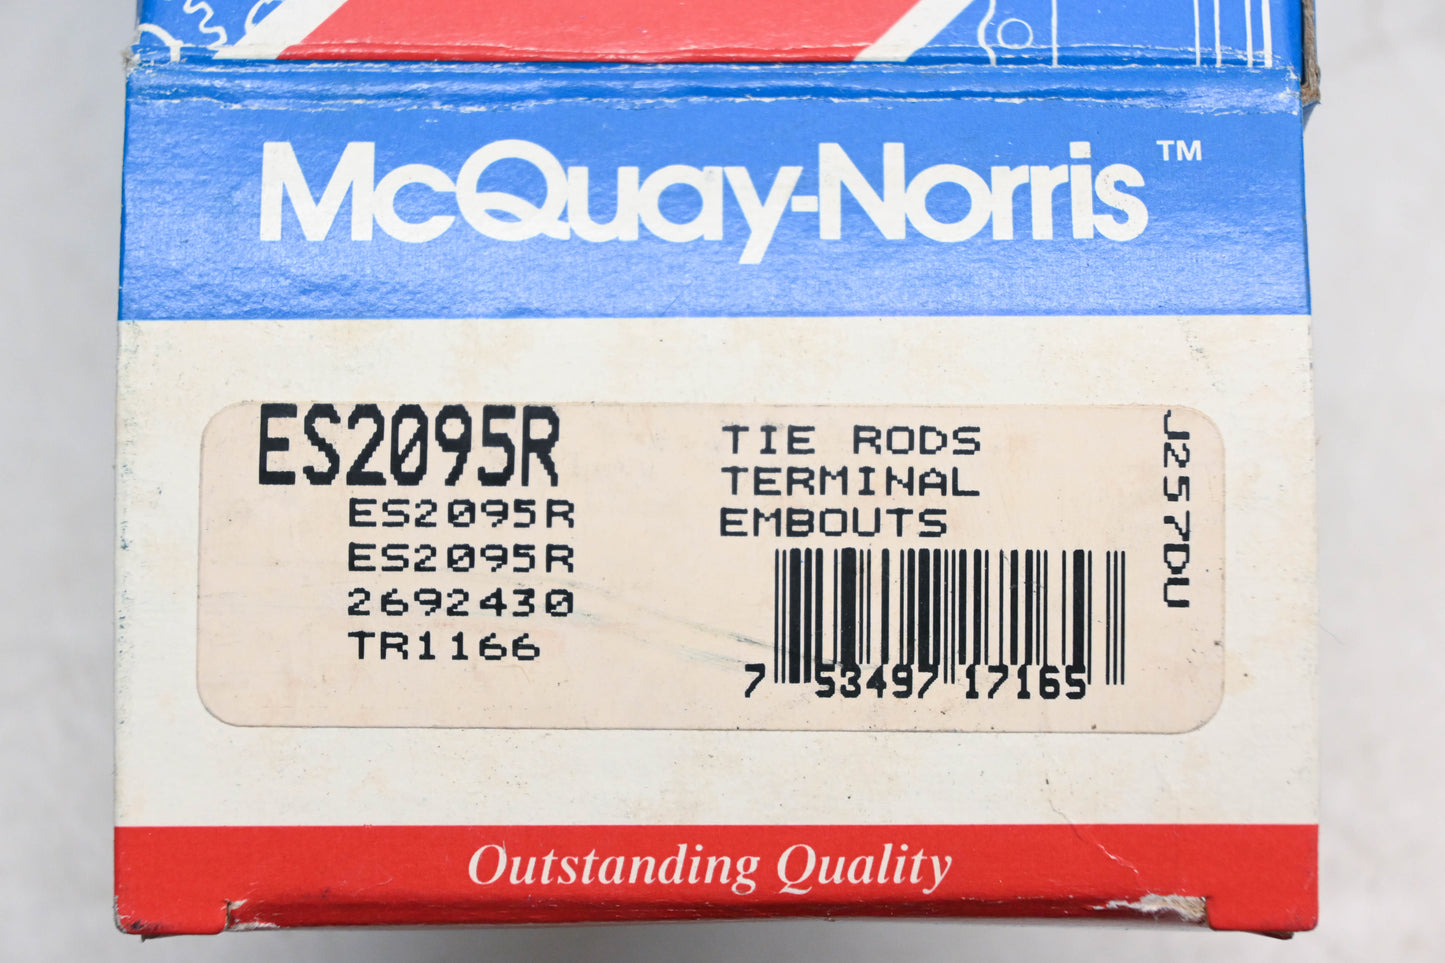 McQuay-Norris™
ES2095R
ES2095R
ES2095R
2692430
TR1166
TIE RODS
TERMINAL
EMBOUTS
7 53497 17165
J257DU
Outstanding Quality